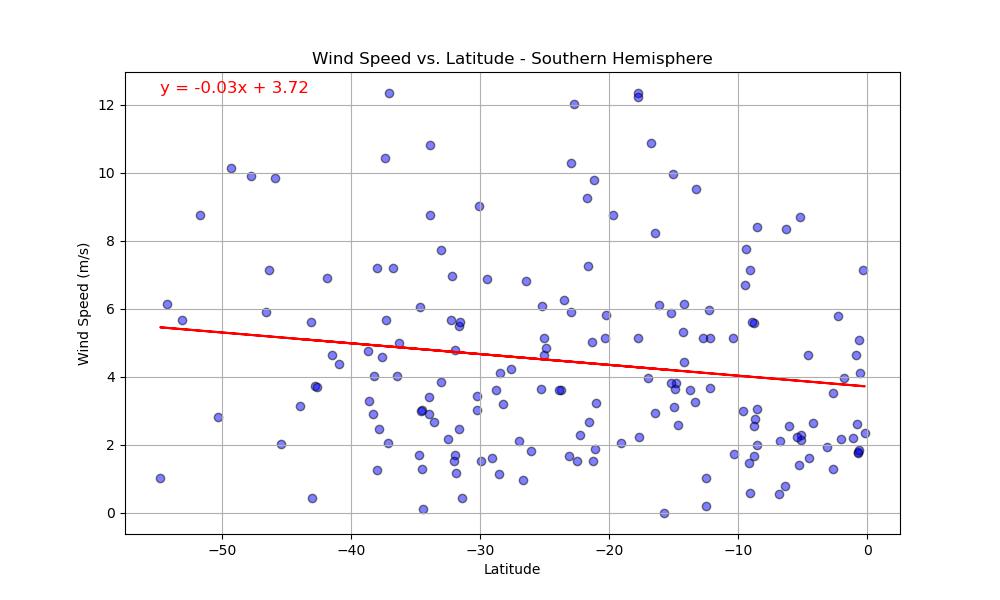 Wind Speed vs. Latitude - Southern Hemisphere
y = -0.03x + 3.72
12
10
8
6
4
2
0
Wind Speed (m/s)
−50 −40 −30 −20 −10 0
Latitude